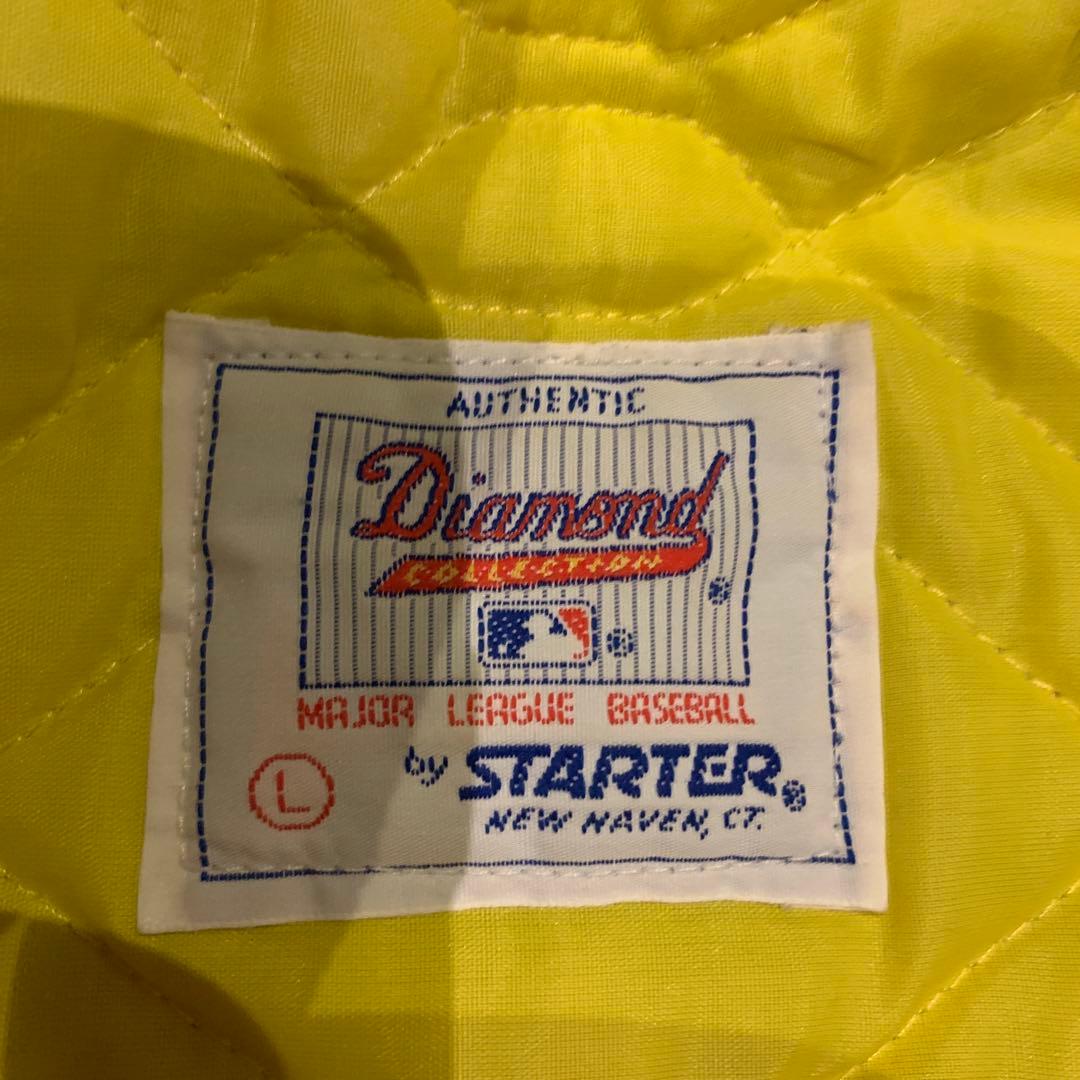 AUTHENTIC
Diamond
COLLECTION
®
®
MAJOR LEAGUE BASEBALL
by STARTER®
L
NEW HAVEN, CT.